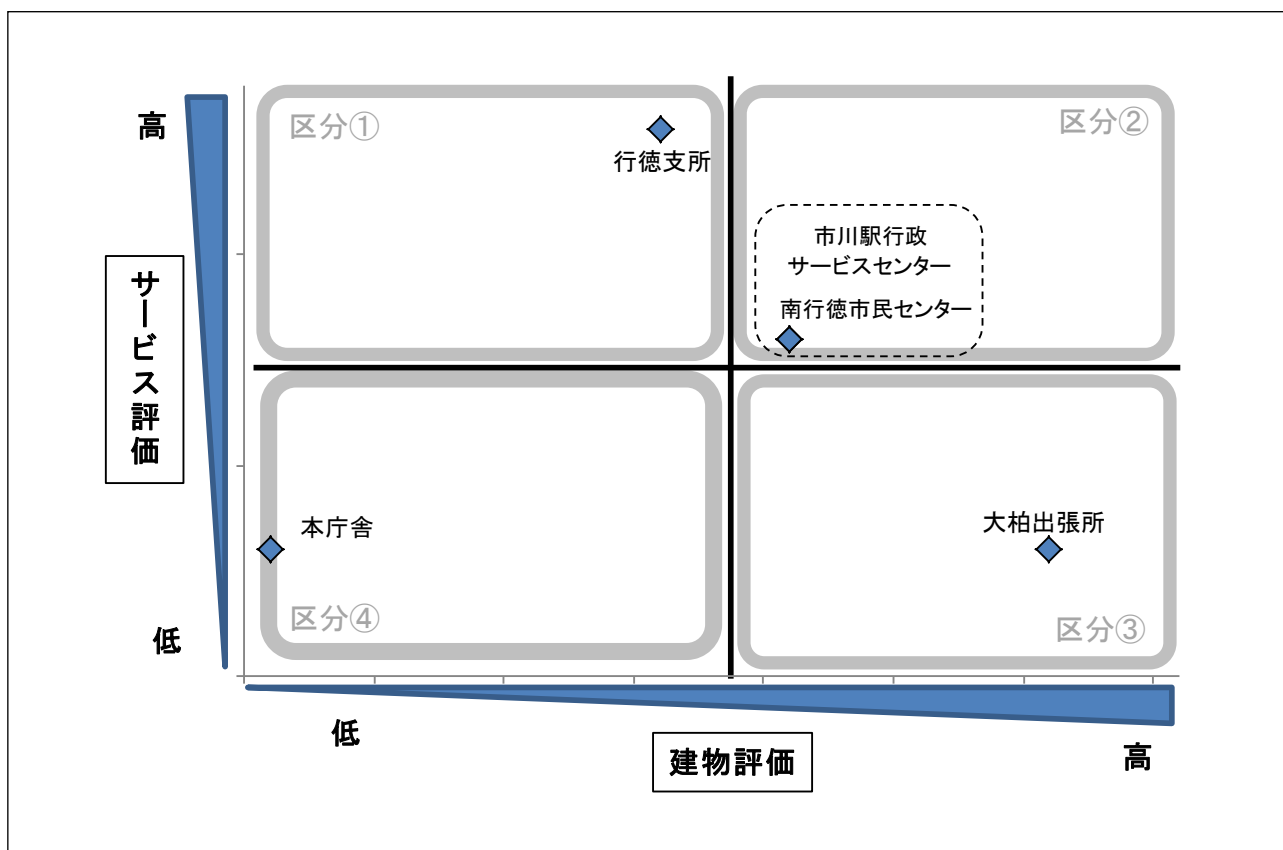 高
区分①
区分②
行徳支所
市川駅行政
サービスセンター
南行徳市民センター
サービス評価
本庁舎
大柏出張所
区分④
区分③
低
低
建物評価
高